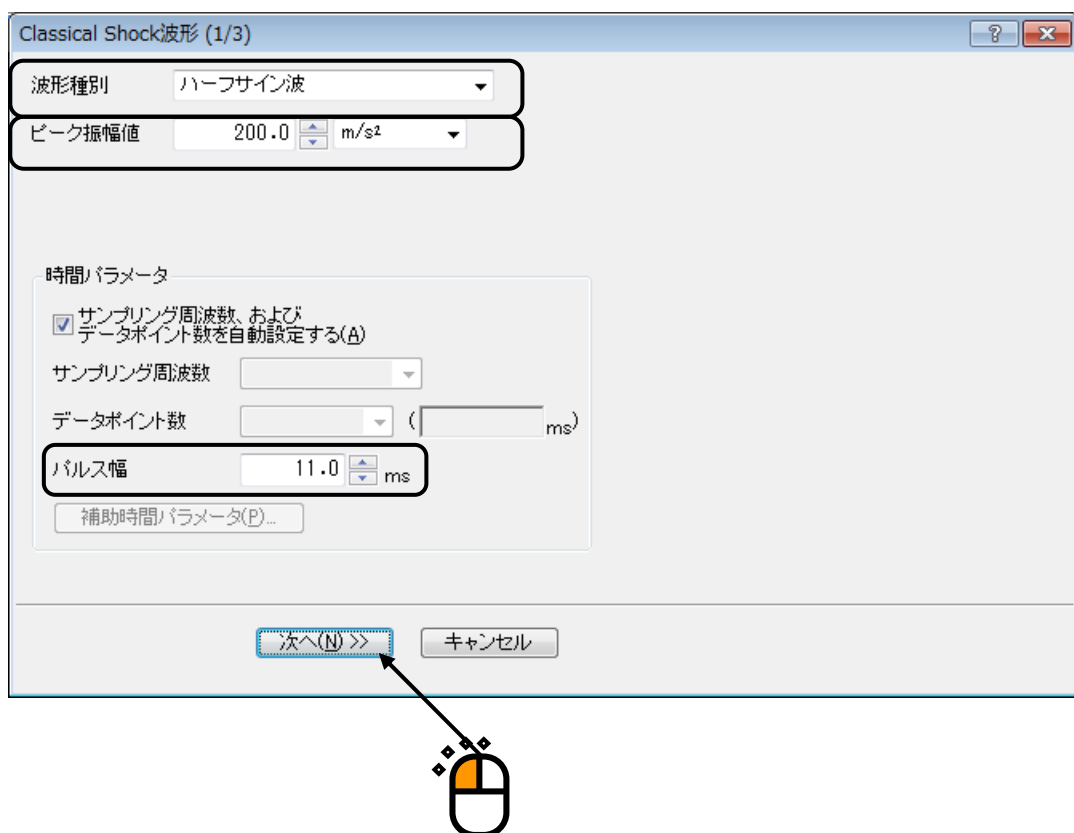 Classical Shock波形 (1/3)
波形種別 ハーフサイン波
ピーク振幅値 200.0 m/s²
時間パラメータ
サンプリング周波数、および
データポイント数を自動設定する(A)
サンプリング周波数
データポイント数 ( ms)
パルス幅 11.0 ms
補助時間パラメータ(P)...
次へ(N) >> キャンセル